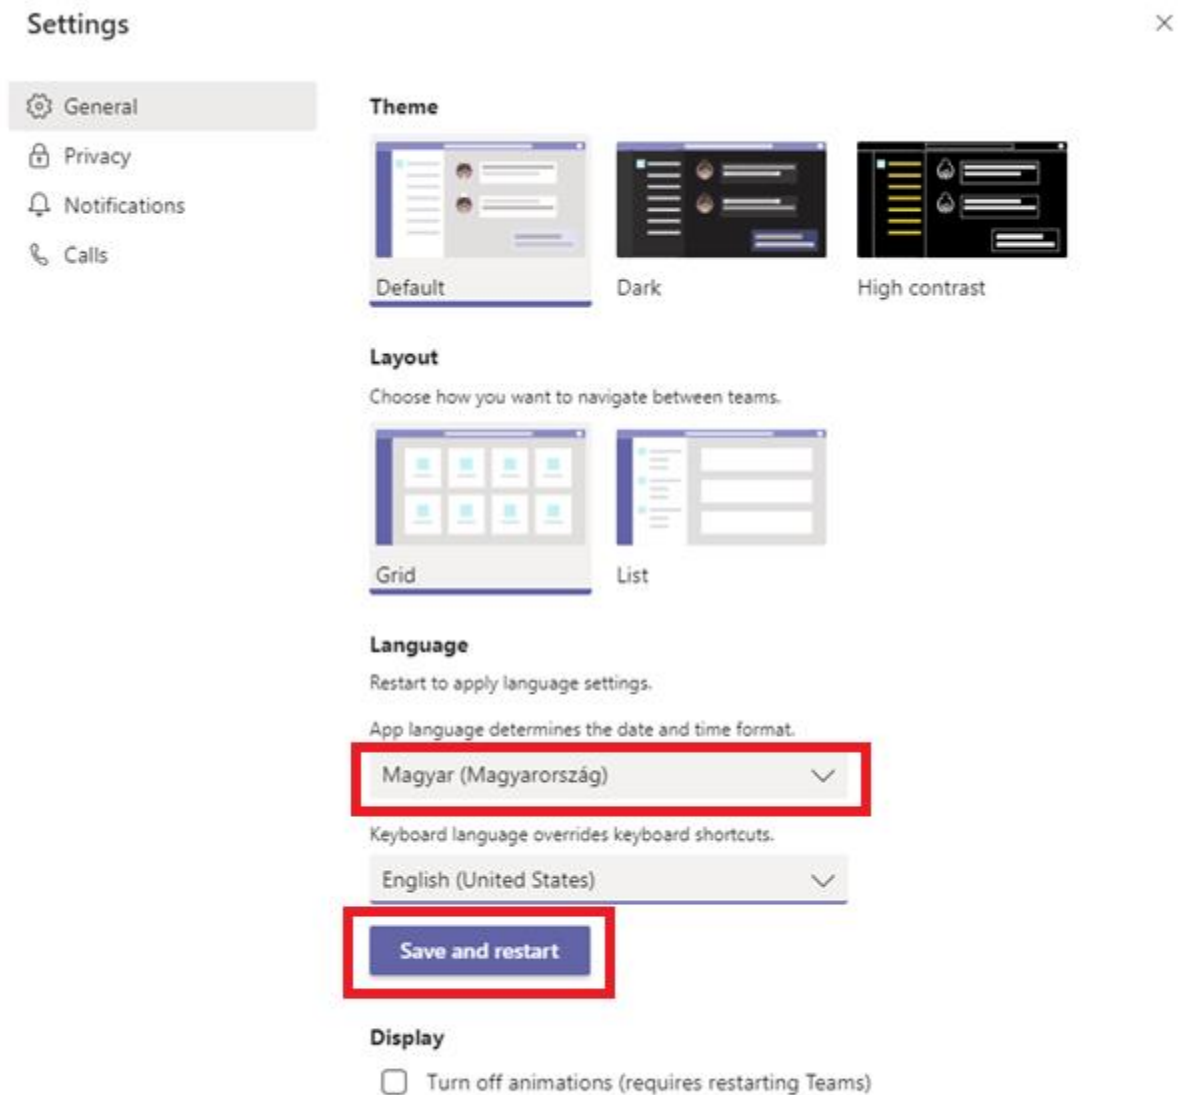 Settings
General
Privacy
Notifications
Calls
Theme
Default
Dark
High contrast
Layout
Choose how you want to navigate between teams.
Grid
List
Language
Restart to apply language settings.
App language determines the date and time format.
Magyar (Magyarország)
Keyboard language overrides keyboard shortcuts.
English (United States)
Save and restart
Display
Turn off animations (requires restarting Teams)